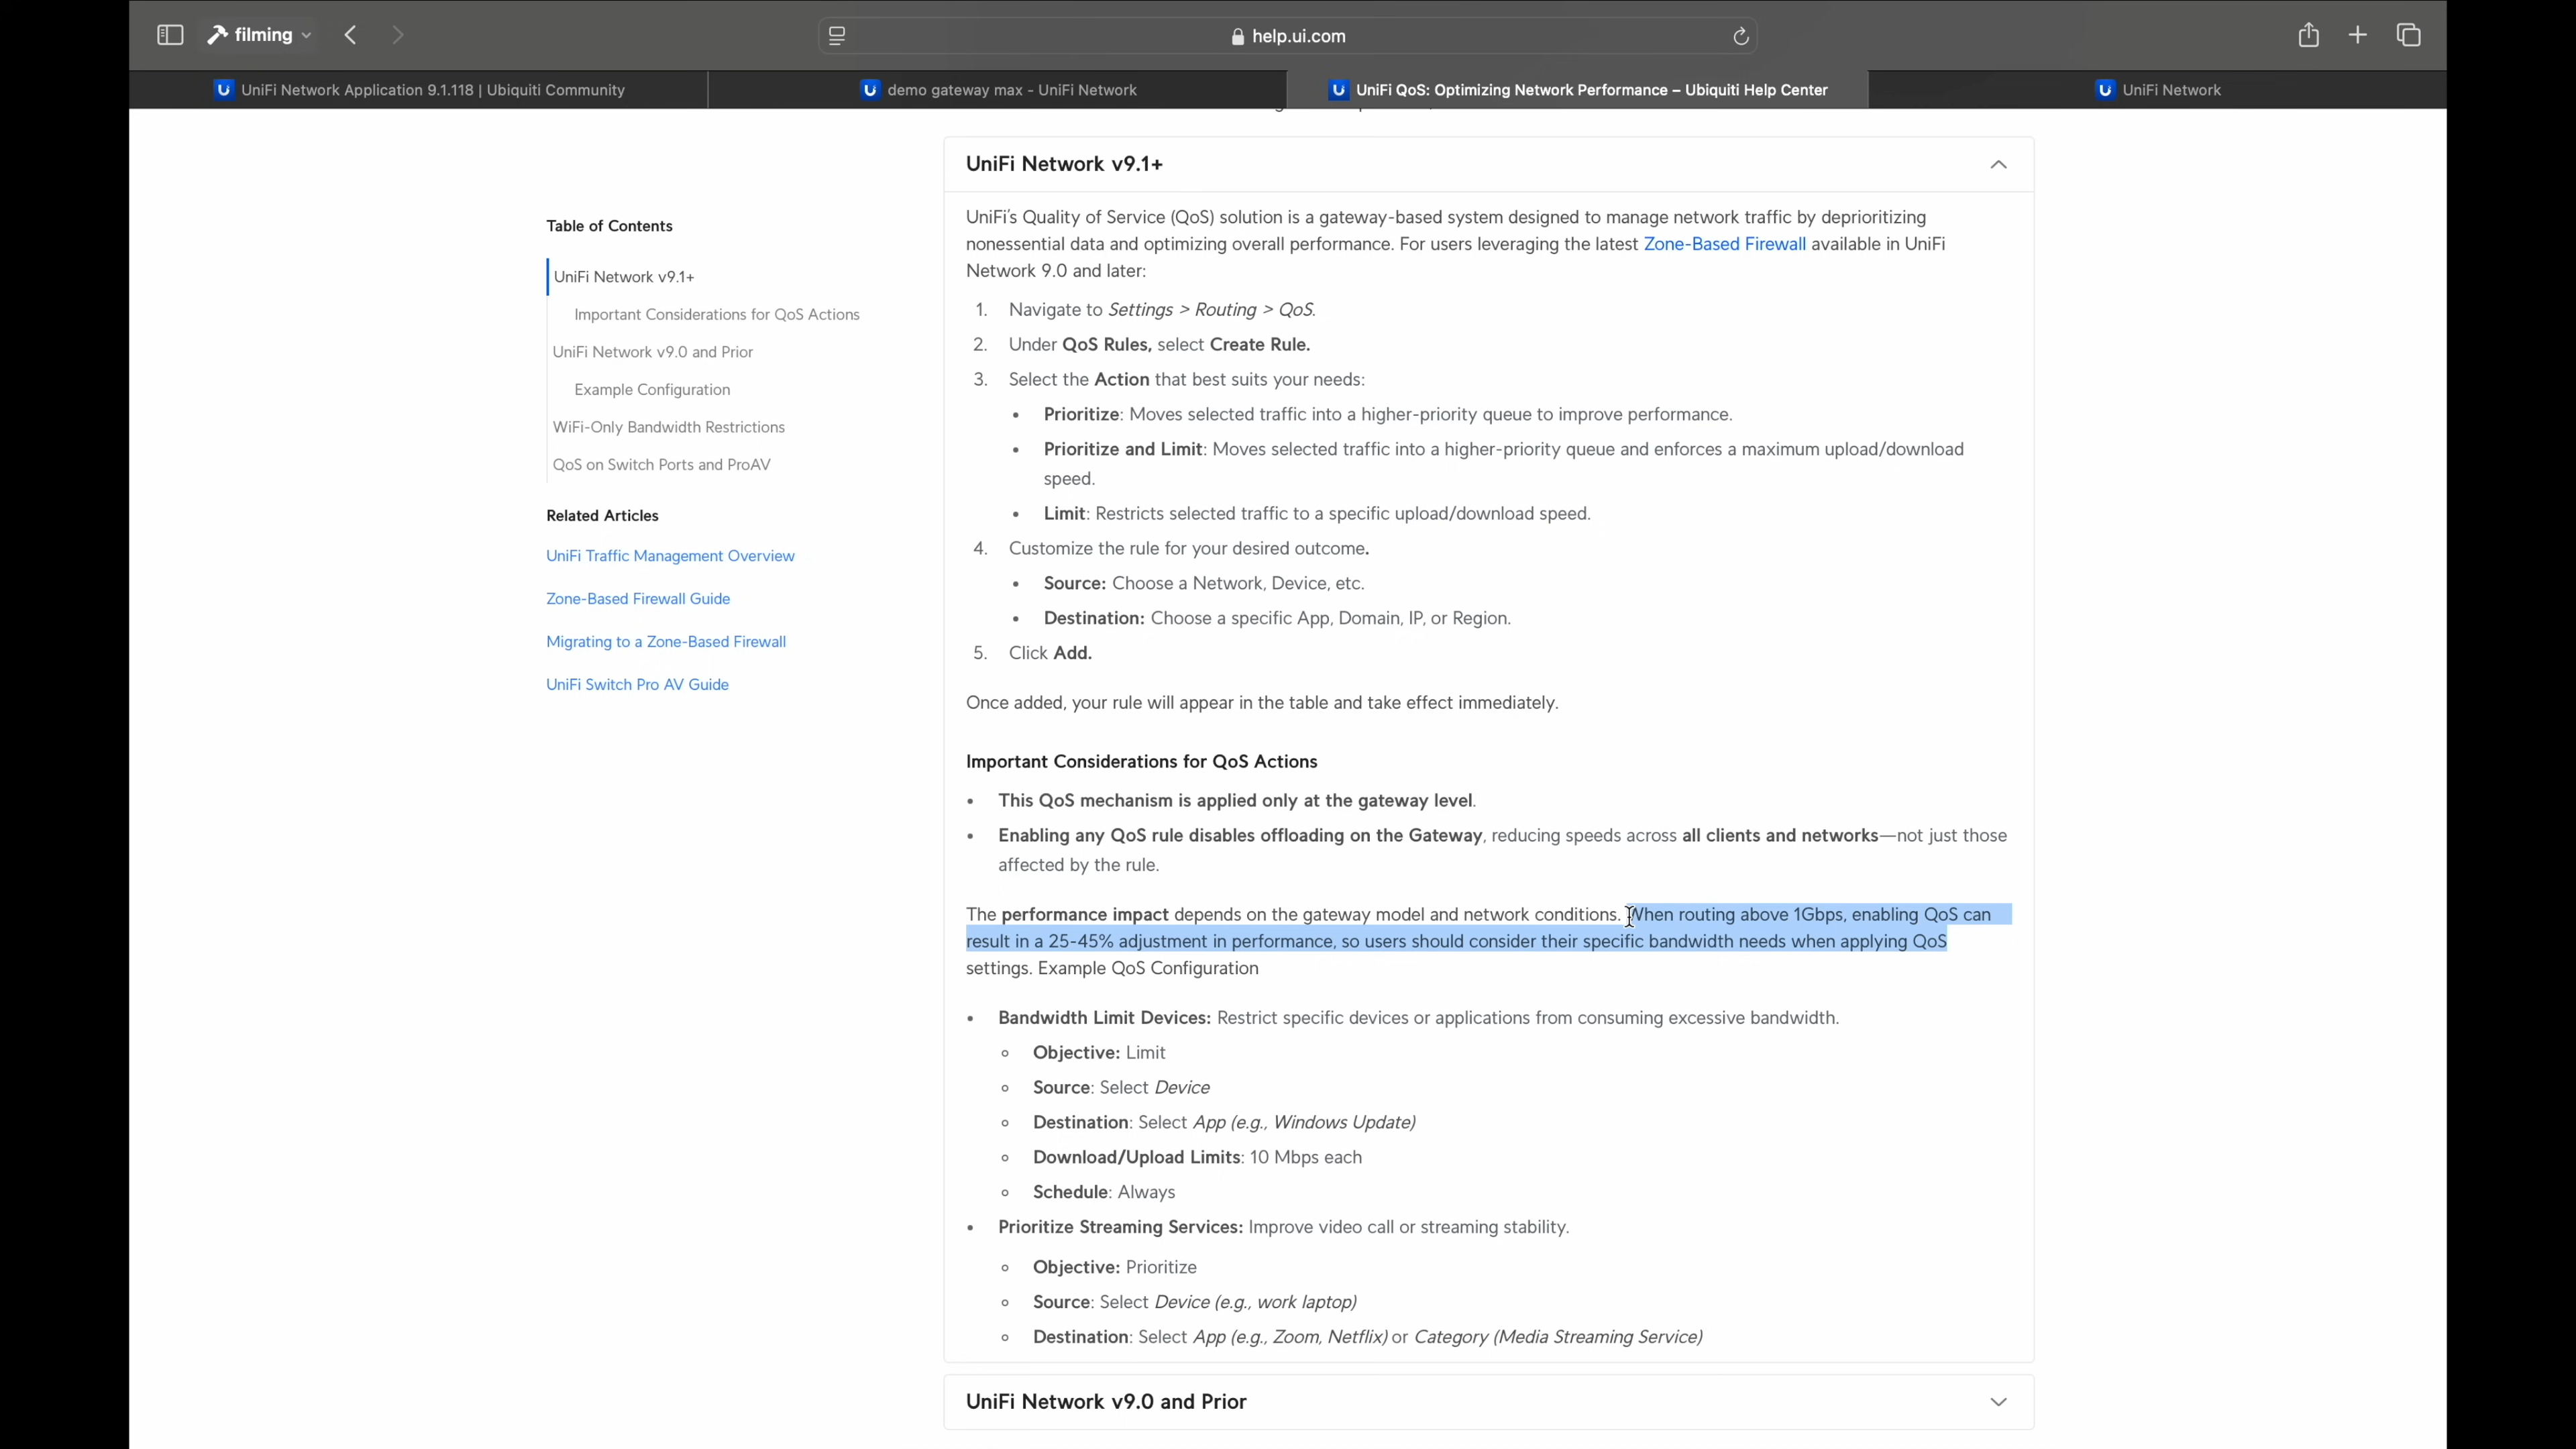 filming
help.ui.com
UniFi Network Application 9.1.118 | Ubiquiti Community
demo gateway max - UniFi Network
UniFi QoS: Optimizing Network Performance – Ubiquiti Help Center
UniFi Network
Table of Contents
UniFi Network v9.1+
Important Considerations for QoS Actions
UniFi Network v9.0 and Prior
Example Configuration
WiFi-Only Bandwidth Restrictions
QoS on Switch Ports and ProAV
Related Articles
UniFi Traffic Management Overview
Zone-Based Firewall Guide
Migrating to a Zone-Based Firewall
UniFi Switch Pro AV Guide
UniFi Network v9.1+
UniFi's Quality of Service (QoS) solution is a gateway-based system designed to manage network traffic by deprioritizing
nonessential data and optimizing overall performance. For users leveraging the latest Zone-Based Firewall available in UniFi
Network 9.0 and later:
1. Navigate to Settings > Routing > QoS.
2. Under QoS Rules, select Create Rule.
3. Select the Action that best suits your needs:
• Prioritize: Moves selected traffic into a higher-priority queue to improve performance.
• Prioritize and Limit: Moves selected traffic into a higher-priority queue and enforces a maximum upload/download
speed.
• Limit: Restricts selected traffic to a specific upload/download speed.
4. Customize the rule for your desired outcome.
• Source: Choose a Network, Device, etc.
• Destination: Choose a specific App, Domain, IP, or Region.
5. Click Add.
Once added, your rule will appear in the table and take effect immediately.
Important Considerations for QoS Actions
• This QoS mechanism is applied only at the gateway level.
• Enabling any QoS rule disables offloading on the Gateway, reducing speeds across all clients and networks—not just those
affected by the rule.
The performance impact depends on the gateway model and network conditions. When routing above 1Gbps, enabling QoS can
result in a 25-45% adjustment in performance, so users should consider their specific bandwidth needs when applying QoS
settings. Example QoS Configuration
• Bandwidth Limit Devices: Restrict specific devices or applications from consuming excessive bandwidth.
○ Objective: Limit
○ Source: Select Device
○ Destination: Select App (e.g., Windows Update)
○ Download/Upload Limits: 10 Mbps each
○ Schedule: Always
• Prioritize Streaming Services: Improve video call or streaming stability.
○ Objective: Prioritize
○ Source: Select Device (e.g., work laptop)
○ Destination: Select App (e.g., Zoom, Netflix) or Category (Media Streaming Service)
UniFi Network v9.0 and Prior